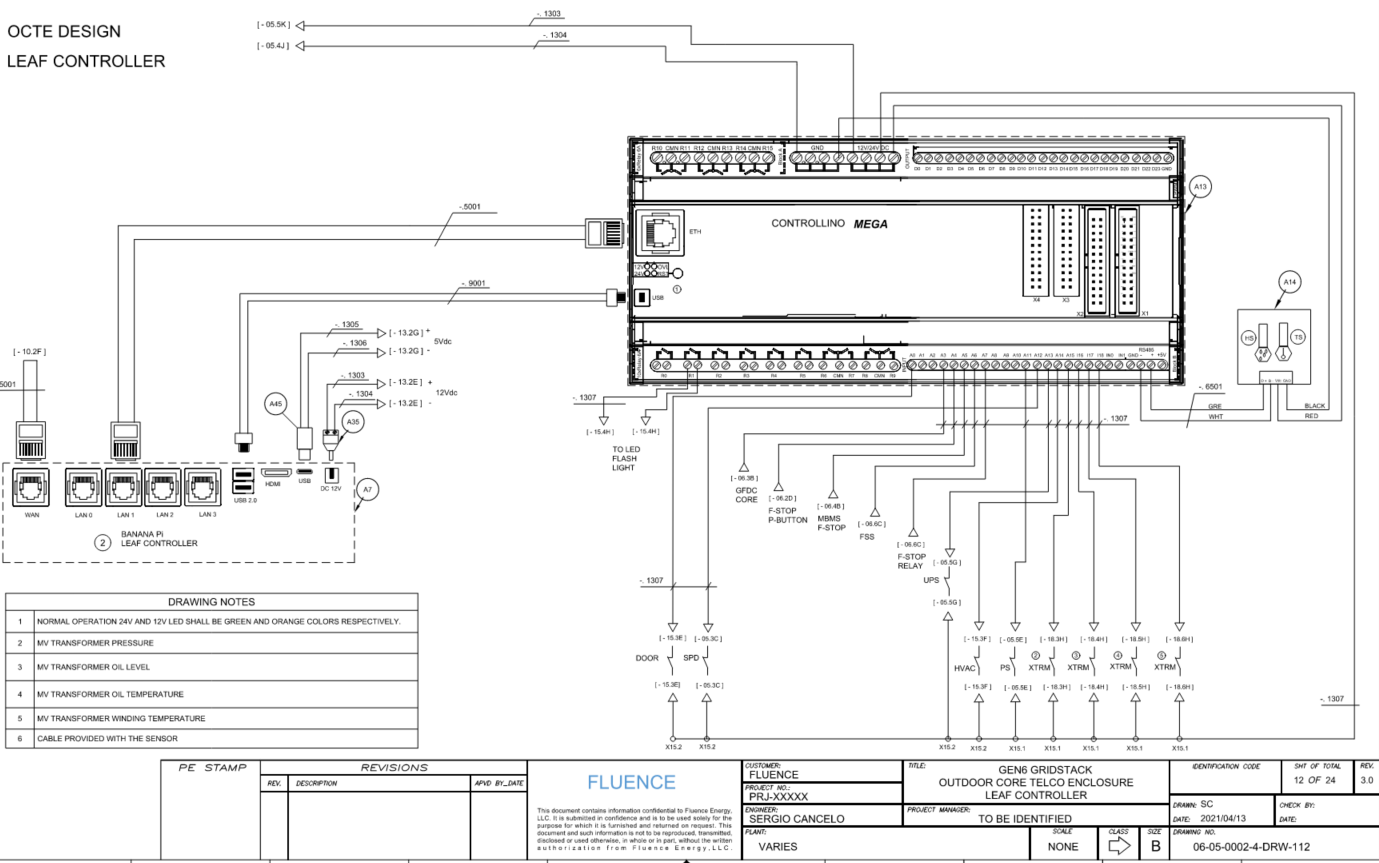 OCTE DESIGN
LEAF CONTROLLER
[ - 05.5K ]
-. 1303
[ - 05.4J ]
-. 1304
R10 CMN R11 R12 CMN R13 R14 CMN R15
GND
12V/24V DC
OUTPUT
D0 D1 D2 D3 D4 D5 D6 D7 D8 D9 D10 D11 D12 D13 D14 D15 D16 D17 D18 D19 D20 D21 D22 D23 GND
A13
CONTROLLINO MEGA
ETH
12V
24V
1
USB
X4
X3
X2
X1
-.5001
-. 9001
A14
HS
TS
-. 1305
[ - 13.2G ] +
5Vdc
-. 1306
[ - 13.2G ] -
-. 1303
[ - 13.2E ] +
12Vdc
-. 1304
[ - 13.2E ] -
[ - 10.2F ]
5001
A45
A35
R0 R1 R2 R3 R4 R5 R6 CMN R7 R8 CMN R9
INPUT
A0 A1 A2 A3 A4 A5 A6 A7 A8 A9 A10 A11 A12 A13 A14 A15 I16 I17 I18 IN0 IN1 GND - + +5V
RS485
-. 6501
GRE
WHT
BLACK
RED
-. 1307
-. 1307
[ - 15.4H ]
[ - 15.4H ]
TO LED
FLASH
LIGHT
[ - 06.3B ]
GFDC
CORE
[ - 06.2D ]
F-STOP
P-BUTTON
[ - 06.4B ]
MBMS
F-STOP
[ - 06.6C ]
FSS
[ - 06.6C ]
F-STOP
RELAY
[ - 05.5G ]
UPS
[ - 05.5G ]
WAN
LAN 0
LAN 1
LAN 2
LAN 3
USB 2.0
HDMI
USB
DC 12V
A7
2
BANANA Pi
LEAF CONTROLLER
-. 1307
[ - 15.3E ]
[ - 05.3C ]
DOOR
SPD
[ - 15.3E]
[ - 05.3C ]
[ - 15.3F ]
[ - 05.5E ]
[ - 18.3H ]
[ - 18.4H ]
[ - 18.5H ]
[ - 18.6H ]
HVAC
PS
2
XTRM
3
XTRM
4
XTRM
5
XTRM
[ - 15.3F ]
[ - 05.5E ]
[ - 18.3H ]
[ - 18.4H ]
[ - 18.5H ]
[ - 18.6H ]
-. 1307
X15.2
X15.2
X15.2
X15.2
X15.1
X15.1
X15.1
X15.1
X15.1
DRAWING NOTES
1 NORMAL OPERATION 24V AND 12V LED SHALL BE GREEN AND ORANGE COLORS RESPECTIVELY.
2 MV TRANSFORMER PRESSURE
3 MV TRANSFORMER OIL LEVEL
4 MV TRANSFORMER OIL TEMPERATURE
5 MV TRANSFORMER WINDING TEMPERATURE
6 CABLE PROVIDED WITH THE SENSOR
PE STAMP
REVISIONS
REV. DESCRIPTION APVD BY_DATE
FLUENCE
This document contains information confidential to Fluence Energy,
LLC. It is submitted in confidence and is to be used solely for the
purpose for which it is furnished and returned on request. This
document and such information is not to be reproduced, transmitted,
disclosed or used otherwise, in whole or in part, without the written
authorization from Fluence Energy, LLC.
CUSTOMER:
FLUENCE
PROJECT NO.:
PRJ-XXXXX
ENGINEER:
SERGIO CANCELO
PLANT:
VARIES
TITLE:
GEN6 GRIDSTACK
OUTDOOR CORE TELCO ENCLOSURE
LEAF CONTROLLER
PROJECT MANAGER:
TO BE IDENTIFIED
SCALE
NONE
CLASS
SIZE
B
IDENTIFICATION CODE
SHT OF TOTAL
12 OF 24
REV.
3.0
DRAWN: SC
DATE: 2021/04/13
CHECK BY:
DATE:
DRAWING NO.
06-05-0002-4-DRW-112